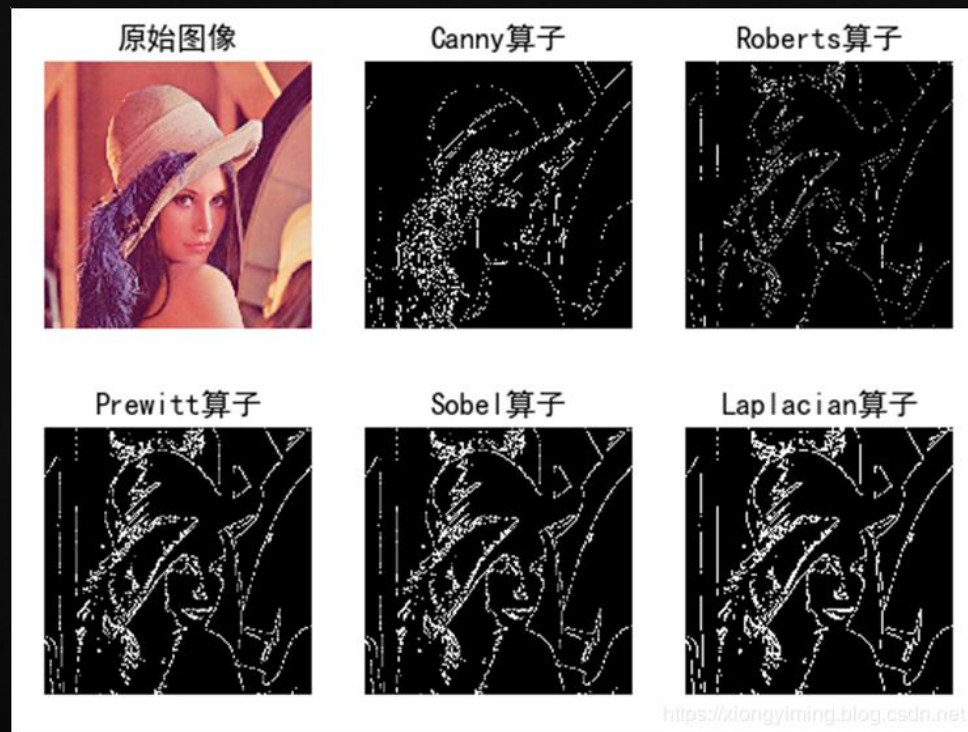 原始图像
Canny算子
Roberts算子
Prewitt算子
Sobel算子
Laplacian算子
https://xiongyiming.blog.csdn.net